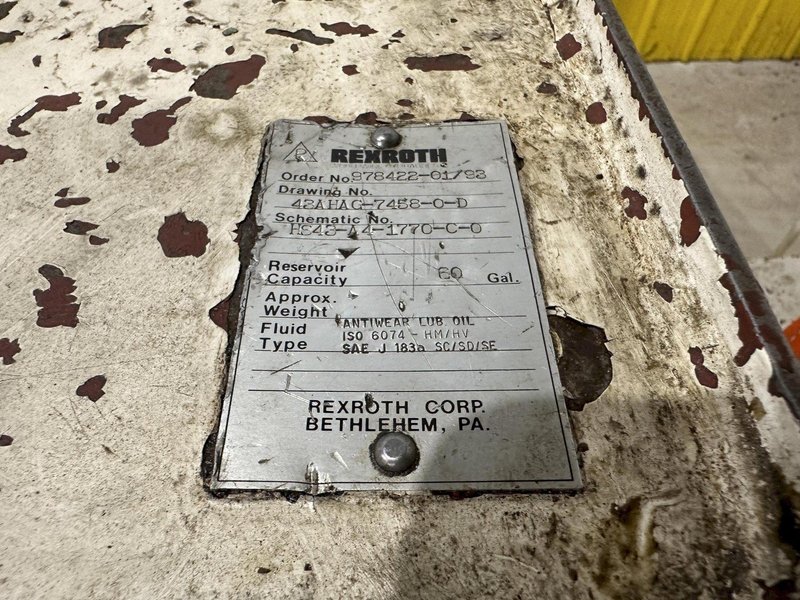 REXROTH
Order No. 978422-01/93
Drawing No.
43AHAG-7458-0-D
Schematic No.
HS43-A4-1770-C-0
Reservoir Capacity 60 Gal.
Approx. Weight
Fluid Type ANTIWEAR LUB OIL
ISO 6074 - HM/HV
SAE J 183a SC/SD/SE
REXROTH CORP.
BETHLEHEM, PA.